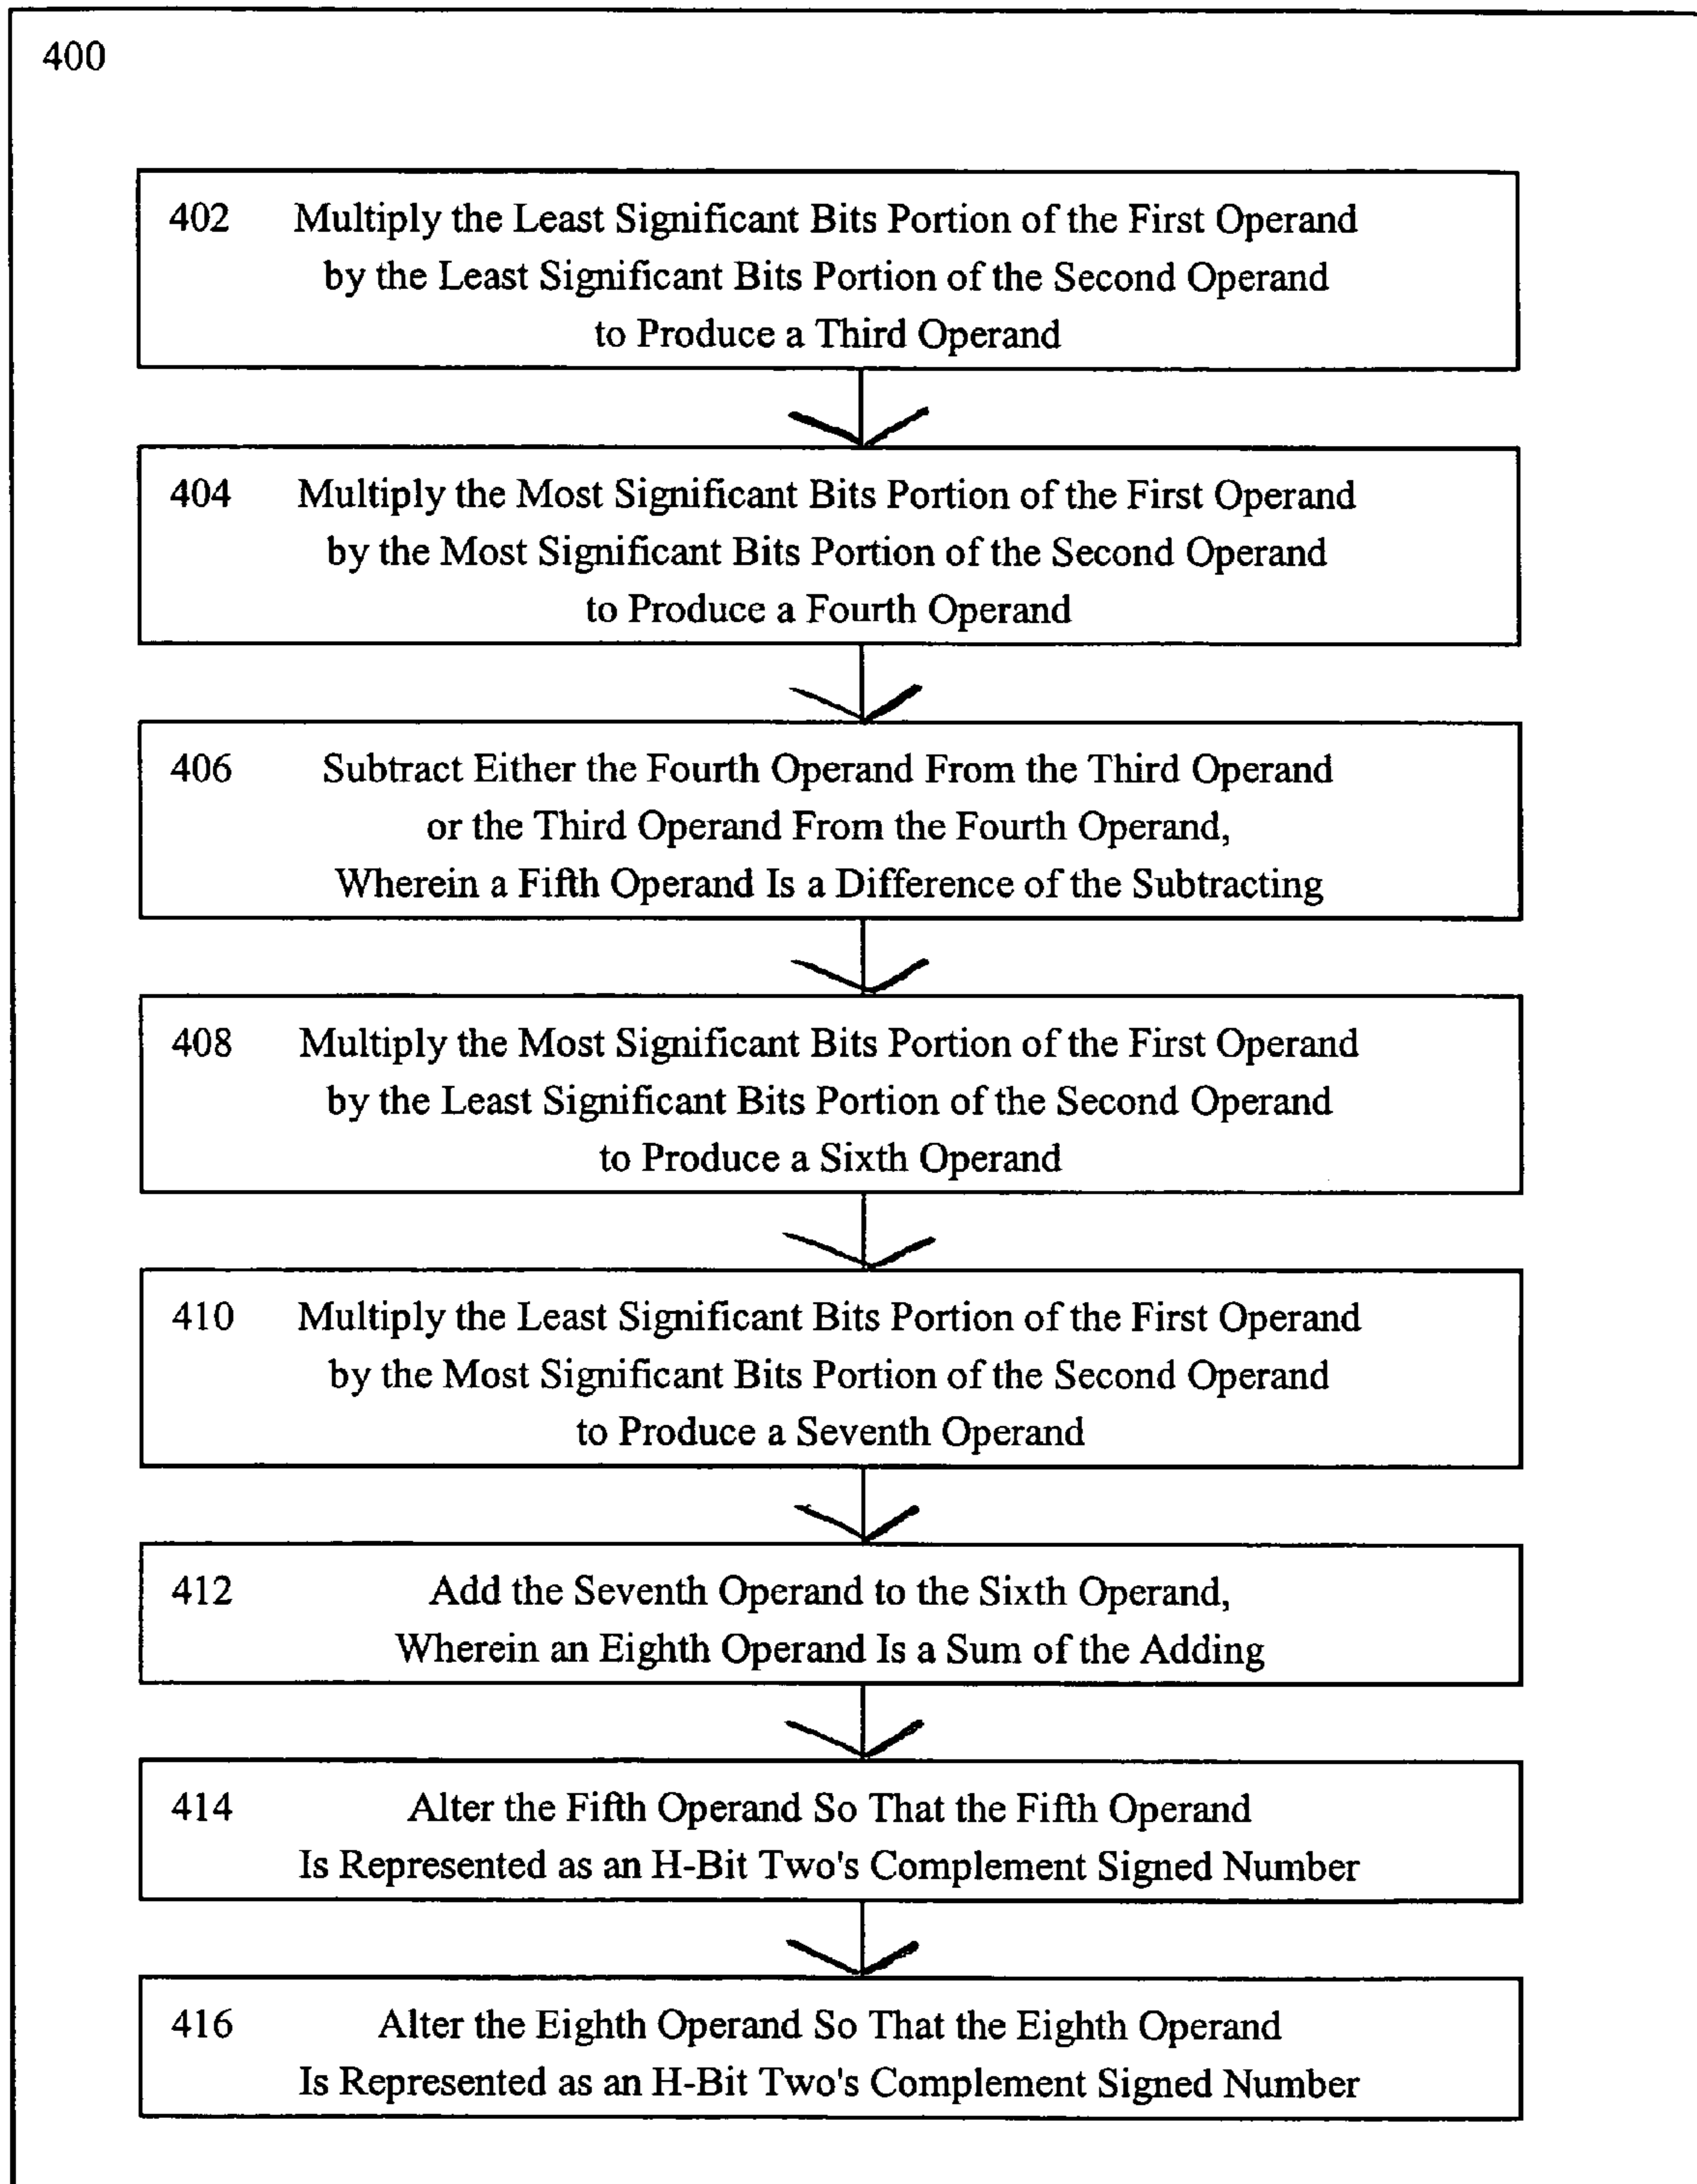 400
402 Multiply the Least Significant Bits Portion of the First Operand
by the Least Significant Bits Portion of the Second Operand
to Produce a Third Operand
404 Multiply the Most Significant Bits Portion of the First Operand
by the Most Significant Bits Portion of the Second Operand
to Produce a Fourth Operand
406 Subtract Either the Fourth Operand From the Third Operand
or the Third Operand From the Fourth Operand,
Wherein a Fifth Operand Is a Difference of the Subtracting
408 Multiply the Most Significant Bits Portion of the First Operand
by the Least Significant Bits Portion of the Second Operand
to Produce a Sixth Operand
410 Multiply the Least Significant Bits Portion of the First Operand
by the Most Significant Bits Portion of the Second Operand
to Produce a Seventh Operand
412 Add the Seventh Operand to the Sixth Operand,
Wherein an Eighth Operand Is a Sum of the Adding
414 Alter the Fifth Operand So That the Fifth Operand
Is Represented as an H-Bit Two's Complement Signed Number
416 Alter the Eighth Operand So That the Eighth Operand
Is Represented as an H-Bit Two's Complement Signed Number